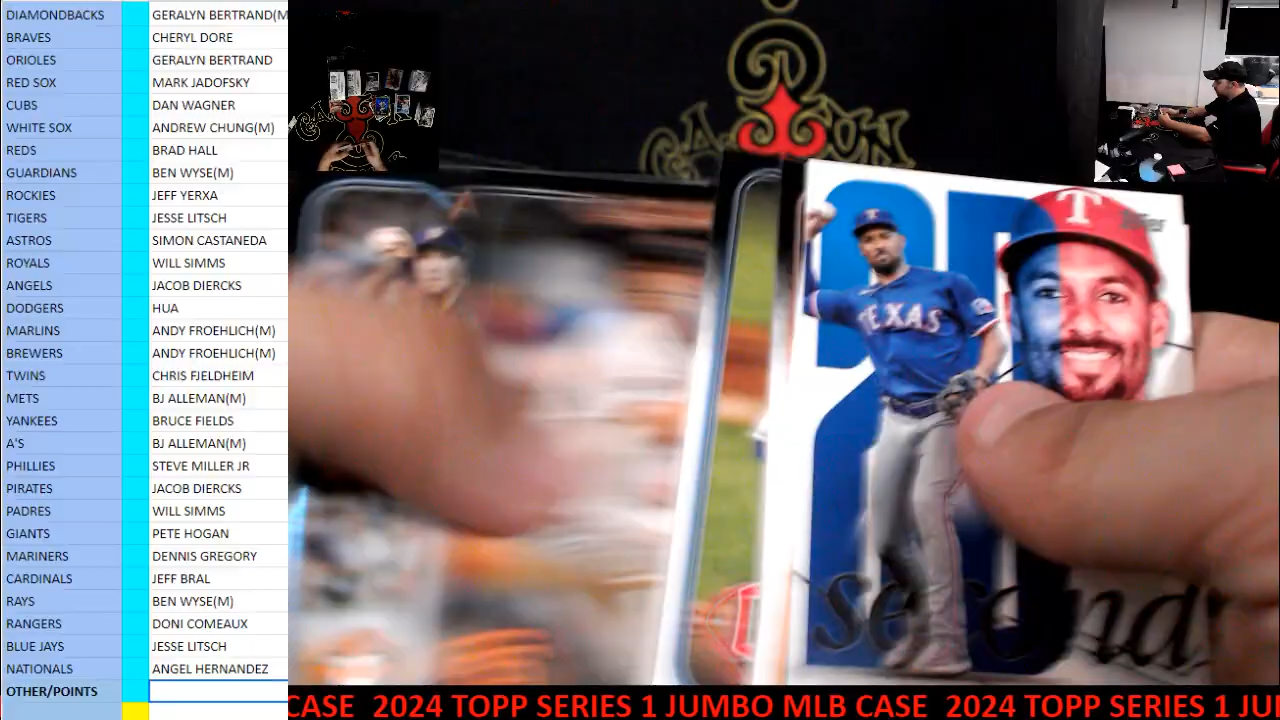 DIAMONDBACKS GERALYN BERTRAND(M
BRAVES CHERYL DORE
ORIOLES GERALYN BERTRAND
RED SOX MARK JADOFSKY
CUBS DAN WAGNER
WHITE SOX ANDREW CHUNG(M)
REDS BRAD HALL
GUARDIANS BEN WYSE(M)
ROCKIES JEFF YERXA
TIGERS JESSE LITSCH
ASTROS SIMON CASTANEDA
ROYALS WILL SIMMS
ANGELS JACOB DIERCKS
DODGERS HUA
MARLINS ANDY FROEHLICH(M)
BREWERS ANDY FROEHLICH(M)
TWINS CHRIS FJELDHEIM
METS BJ ALLEMAN(M)
YANKEES BRUCE FIELDS
A'S BJ ALLEMAN(M)
PHILLIES STEVE MILLER JR
PIRATES JACOB DIERCKS
PADRES WILL SIMMS
GIANTS PETE HOGAN
MARINERS DENNIS GREGORY
CARDINALS JEFF BRAL
RAYS BEN WYSE(M)
RANGERS DONI COMEAUX
BLUE JAYS JESSE LITSCH
NATIONALS ANGEL HERNANDEZ
OTHER/POINTS
T
TEXAS
CASE 2024 TOPP SERIES 1 JUMBO MLB CASE 2024 TOPP SERIES 1 JU